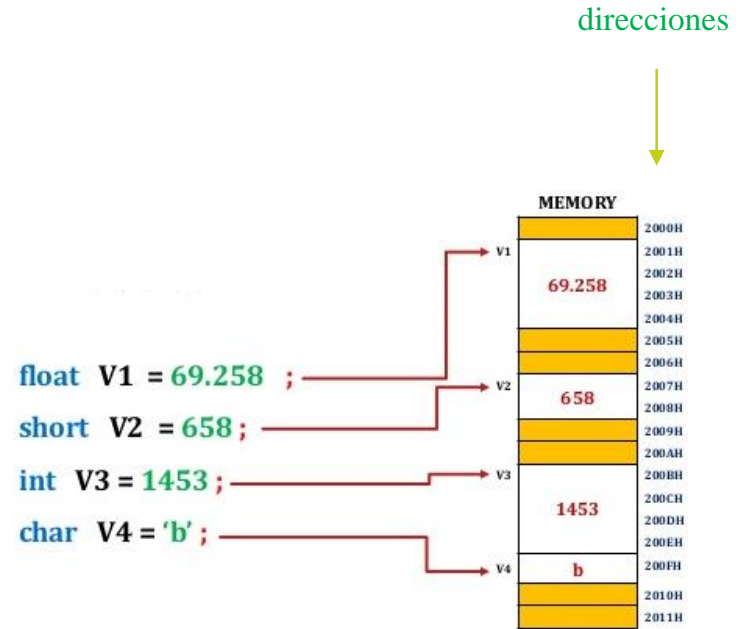 direcciones
MEMORY
2000H
V1
2001H
2002H
69.258
2003H
2004H
2005H
2006H
float V1 = 69.258 ;
V2
2007H
658
2008H
short V2 = 658 ;
2009H
200AH
V3
200BH
int V3 = 1453 ;
200CH
1453
200DH
char V4 = ‘b’ ;
200EH
V4
b
200FH
2010H
2011H